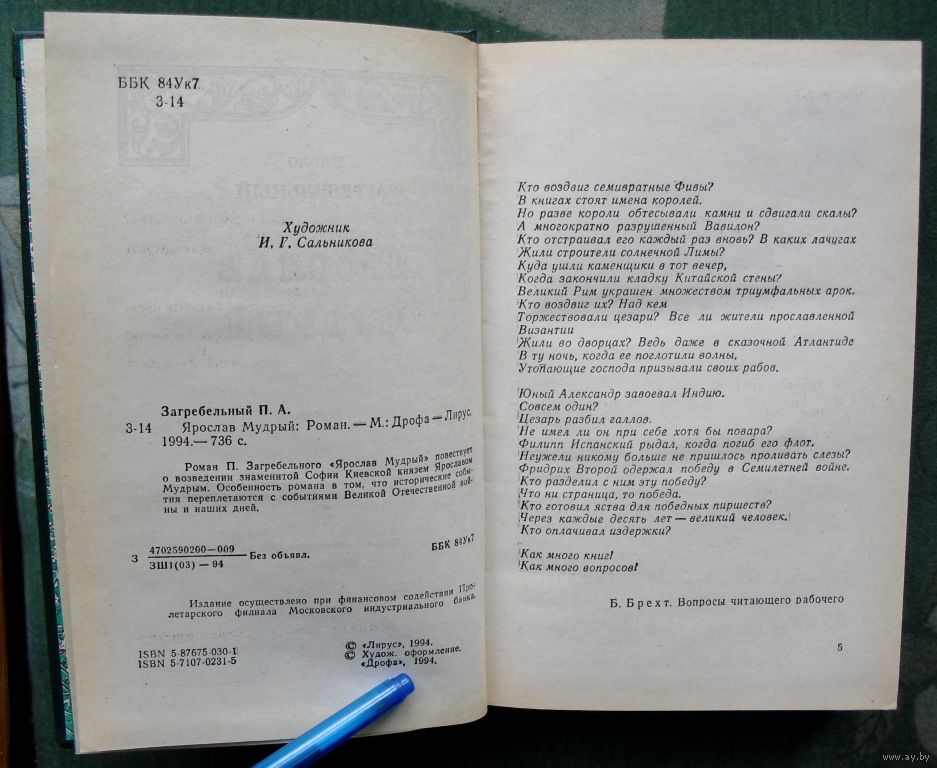 ББК 84Ук7
З-14
Художник
И. Г. Сальникова
Загребельный П. А.
З-14 Ярослав Мудрый: Роман. — М.: Дрофа — Лирус,
1994.— 736 с.
Роман П. Загребельного «Ярослав Мудрый» повествует
о возведении знаменитой Софии Киевской князем Ярославом
Мудрым. Особенность романа в том, что исторические собы-
тия переплетаются с событиями Великой Отечественной вой-
ны и наших дней.
З 4702590200—009 Без объявл.
ЗШ1(03) — 94
ББК 84Ук7
Издание осуществлено при финансовом содействии Про-
летарского филиала Московского индустриального банка.
ISBN 5-87675-030-1
ISBN 5-7107-0231-5
© «Лирус», 1994.
© Худож. оформление.
«Дрофа», 1994.
Кто воздвиг семивратные Фивы?
В книгах стоят имена королей.
Но разве короли обтесывали камни и сдвигали скалы?
А многократно разрушенный Вавилон?
Кто отстраивал его каждый раз вновь? В каких лачугах
Жили строители солнечной Лимы?
Куда ушли каменщики в тот вечер,
Когда закончили кладку Китайской стены?
Великий Рим украшен множеством триумфальных арок.
Кто воздвиг их? Над кем
Торжествовали цезари? Все ли жители прославленной
Византии
Жили во дворцах? Ведь даже в сказочной Атлантиде
В ту ночь, когда ее поглотили волны,
Утопающие господа призывали своих рабов.
Юный Александр завоевал Индию.
Совсем один?
Цезарь разбил галлов.
Не имел ли он при себе хотя бы повара?
Филипп Испанский рыдал, когда погиб его флот.
Неужели никому больше не пришлось проливать слезы?
Фридрих Второй одержал победу в Семилетней войне.
Кто разделил с ним эту победу?
Что ни страница, то победа.
Кто готовил яства для победных пиршеств?
Через каждые десять лет — великий человек.
Кто оплачивал издержки?
Как много книг!
Как много вопросов!
Б. Брехт. Вопросы читающего рабочего
5
www.ay.by